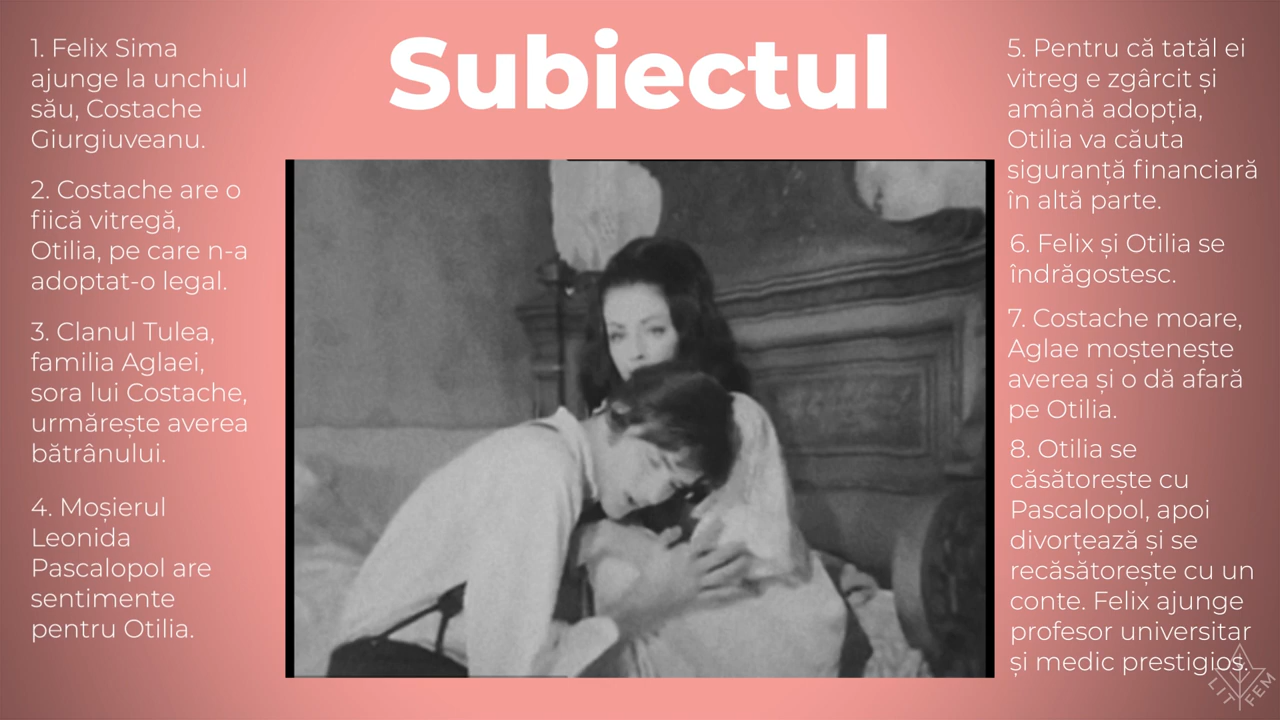 Subiectul
1. Felix Sima
ajunge la unchiul
său, Costache
Giurgiuveanu.
2. Costache are o
fiică vitregă,
Otilia, pe care n-a
adoptat-o legal.
3. Clanul Tulea,
familia Aglaei,
sora lui Costache,
urmărește averea
bătrânului.
4. Moșierul
Leonida
Pascalopol are
sentimente
pentru Otilia.
5. Pentru că tatăl ei
vitreg e zgârcit și
amână adopția,
Otilia va căuta
siguranță financiară
în altă parte.
6. Felix și Otilia se
îndrăgostesc.
7. Costache moare,
Aglae moștenește
averea și o dă afară
pe Otilia.
8. Otilia se
căsătorește cu
Pascalopol, apoi
divorțează și se
recăsătorește cu un
conte. Felix ajunge
profesor universitar
și medic prestigios.
LIT FEM